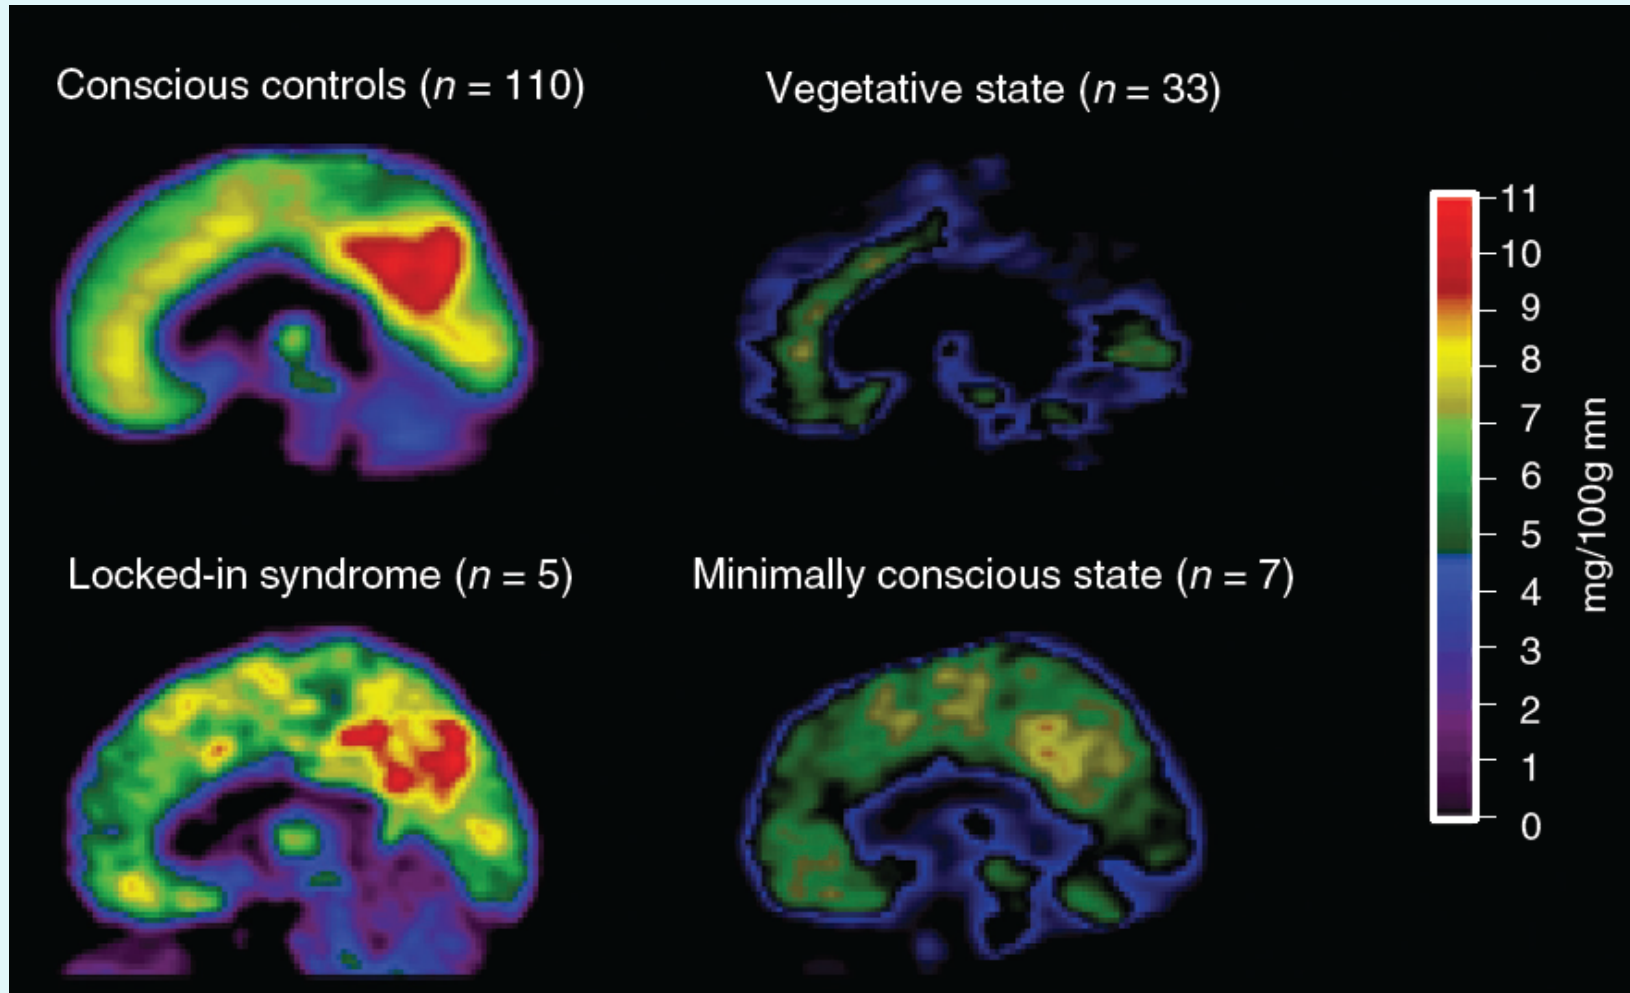 Conscious controls (n = 110)
Vegetative state (n = 33)
Locked-in syndrome (n = 5)
Minimally conscious state (n = 7)
11
10
9
8
7
6
5
4
3
2
1
0
mg/100g mn